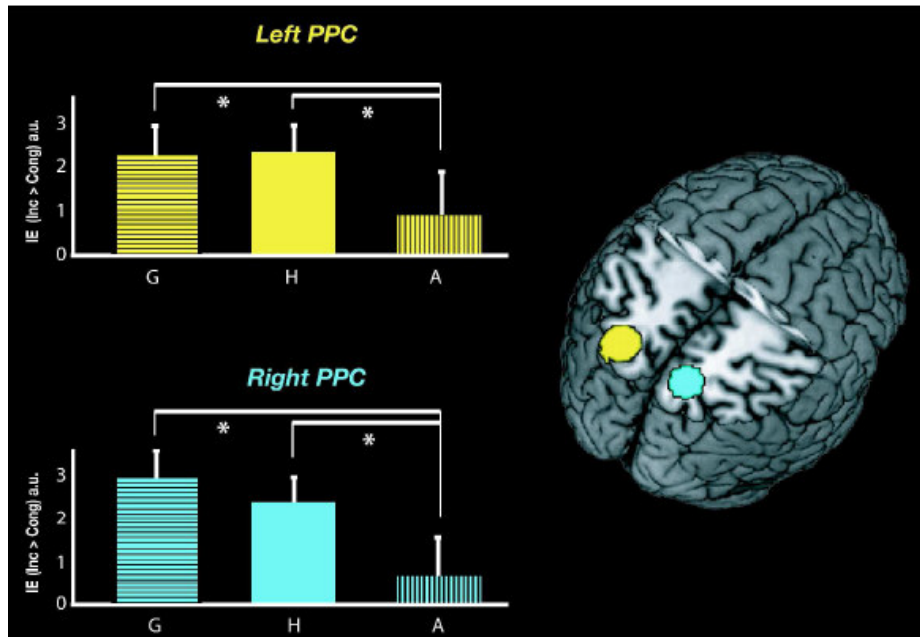 Left PPC
IE (Inc > Cong) a.u.
3
2
1
0
*
*
G H A
Right PPC
IE (Inc > Cong) a.u.
3
2
1
0
*
*
G H A